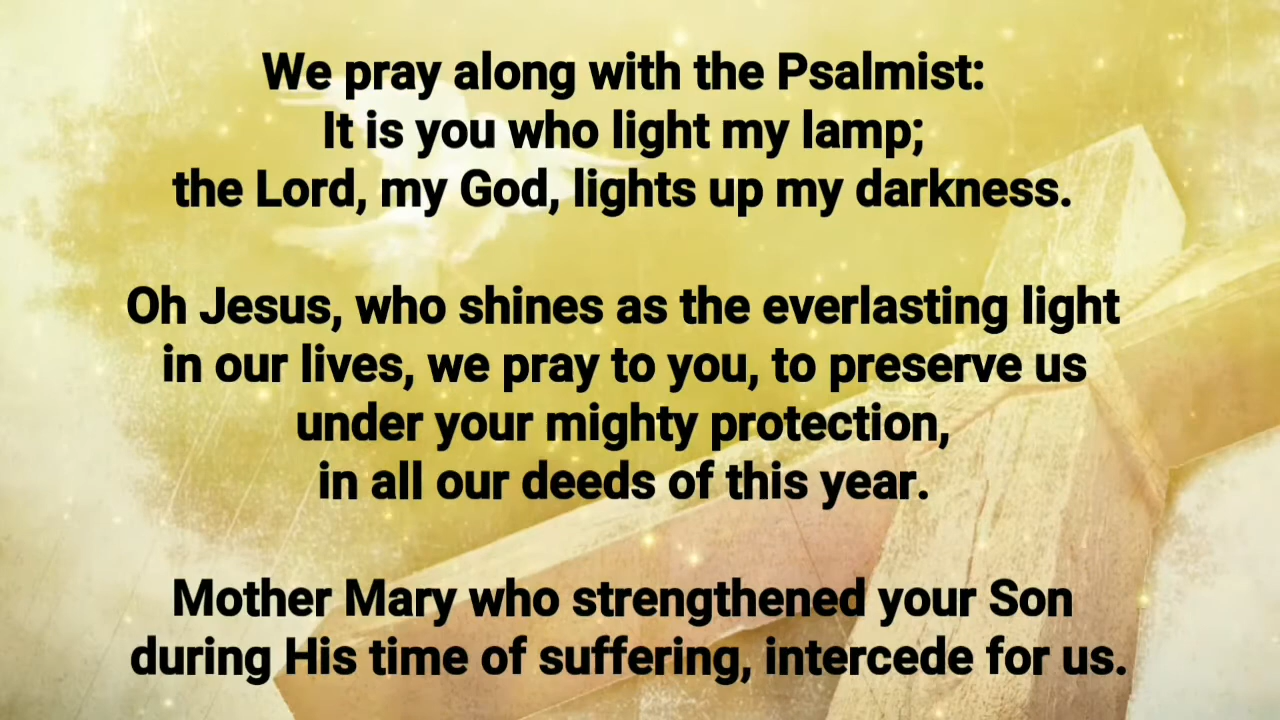 We pray along with the Psalmist:
It is you who light my lamp;
the Lord, my God, lights up my darkness.
Oh Jesus, who shines as the everlasting light
in our lives, we pray to you, to preserve us
under your mighty protection,
in all our deeds of this year.
Mother Mary who strengthened your Son
during His time of suffering, intercede for us.